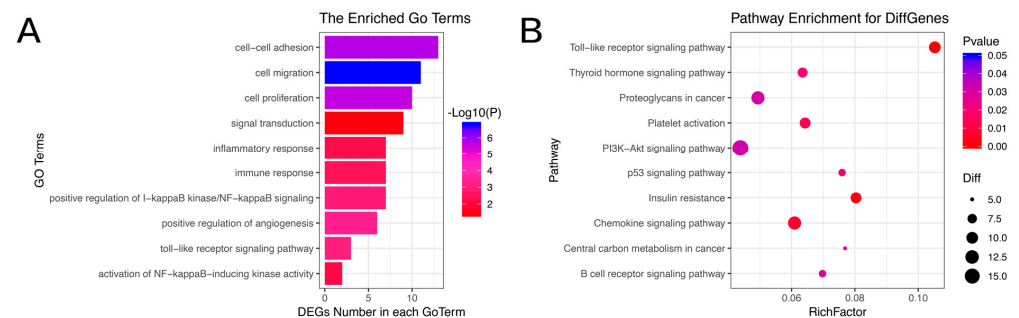 A
The Enriched Go Terms
GO Terms
cell−cell adhesion
cell migration
cell proliferation
signal transduction
inflammatory response
immune response
positive regulation of I−kappaB kinase/NF−kappaB signaling
positive regulation of angiogenesis
toll−like receptor signaling pathway
activation of NF−kappaB−inducing kinase activity
0 5 10
DEGs Number in each GoTerm
-Log10(P)
6
5
4
3
2
B
Pathway Enrichment for DiffGenes
Pathway
Toll−like receptor signaling pathway
Thyroid hormone signaling pathway
Proteoglycans in cancer
Platelet activation
PI3K−Akt signaling pathway
p53 signaling pathway
Insulin resistance
Chemokine signaling pathway
Central carbon metabolism in cancer
B cell receptor signaling pathway
0.06 0.08 0.10
RichFactor
Pvalue
0.05
0.04
0.03
0.02
0.01
0.00
Diff
5.0
7.5
10.0
12.5
15.0